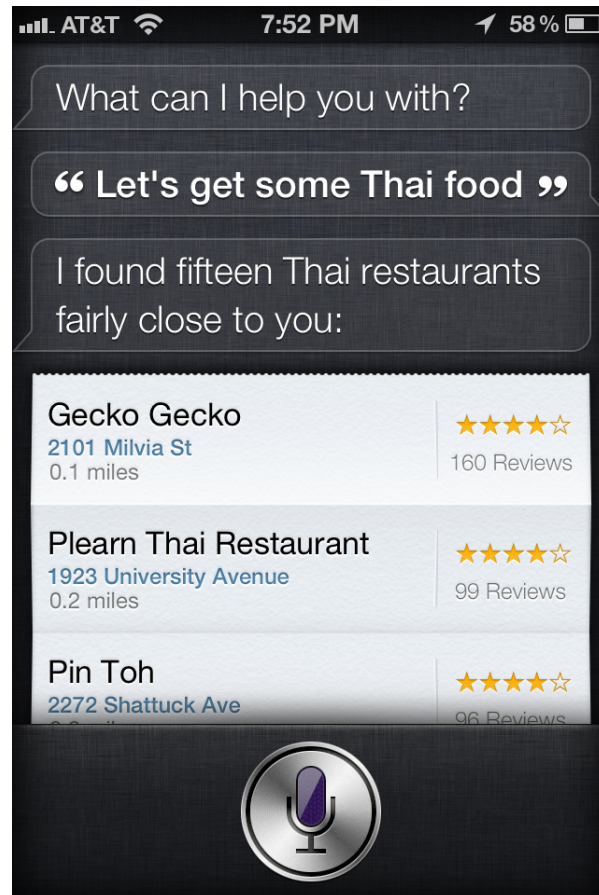 AT&T 7:52 PM 58%
What can I help you with?
“ Let's get some Thai food ”
I found fifteen Thai restaurants
fairly close to you:
Gecko Gecko
2101 Milvia St
0.1 miles
160 Reviews
Plearn Thai Restaurant
1923 University Avenue
0.2 miles
99 Reviews
Pin Toh
2272 Shattuck Ave
96 Reviews